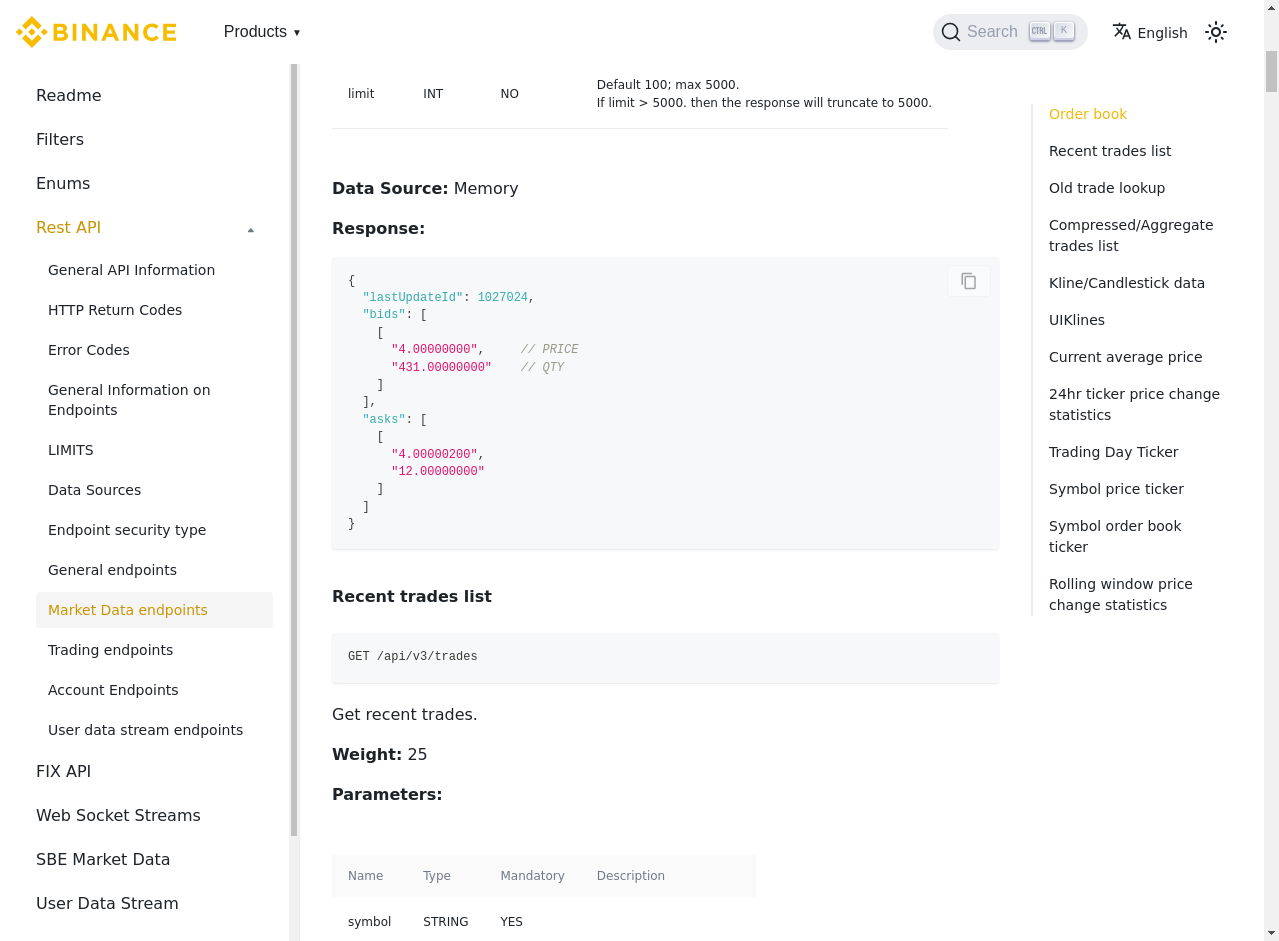 BINANCE
Products ▾
Search CTRL K
English
Readme
Filters
Enums
Rest API
General API Information
HTTP Return Codes
Error Codes
General Information on
Endpoints
LIMITS
Data Sources
Endpoint security type
General endpoints
Market Data endpoints
Trading endpoints
Account Endpoints
User data stream endpoints
FIX API
Web Socket Streams
SBE Market Data
User Data Stream
limit INT NO Default 100; max 5000.
If limit > 5000. then the response will truncate to 5000.
Data Source: Memory
Response:
{
  "lastUpdateId": 1027024,
  "bids": [
    [
      "4.00000000",     // PRICE
      "431.00000000"    // QTY
    ]
  ],
  "asks": [
    [
      "4.00000200",
      "12.00000000"
    ]
  ]
}
Recent trades list
GET /api/v3/trades
Get recent trades.
Weight: 25
Parameters:
Name Type Mandatory Description
symbol STRING YES
Order book
Recent trades list
Old trade lookup
Compressed/Aggregate
trades list
Kline/Candlestick data
UIKlines
Current average price
24hr ticker price change
statistics
Trading Day Ticker
Symbol price ticker
Symbol order book
ticker
Rolling window price
change statistics